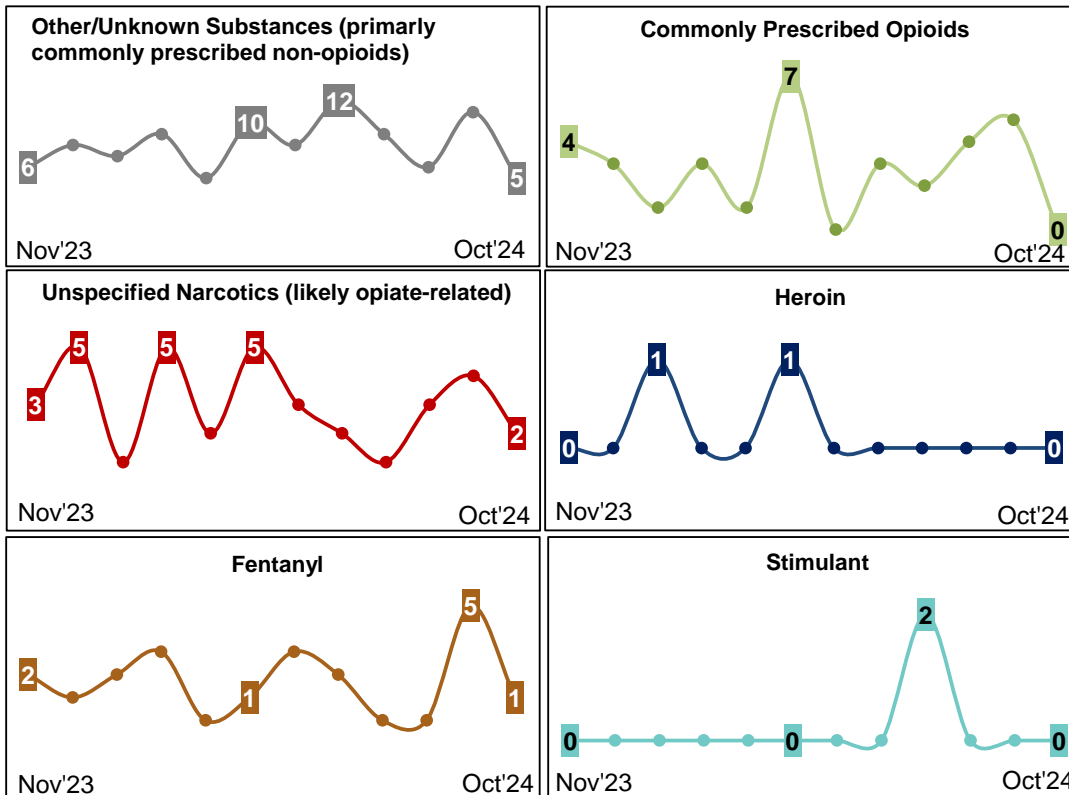 Other/Unknown Substances (primarly
commonly prescribed non-opioids)
6
10
12
5
Nov'23
Oct'24
Commonly Prescribed Opioids
4
7
0
Nov'23
Oct'24
Unspecified Narcotics (likely opiate-related)
3
5
5
5
2
Nov'23
Oct'24
Heroin
0
1
1
0
Nov'23
Oct'24
Fentanyl
2
1
5
1
Nov'23
Oct'24
Stimulant
0
0
2
0
Nov'23
Oct'24